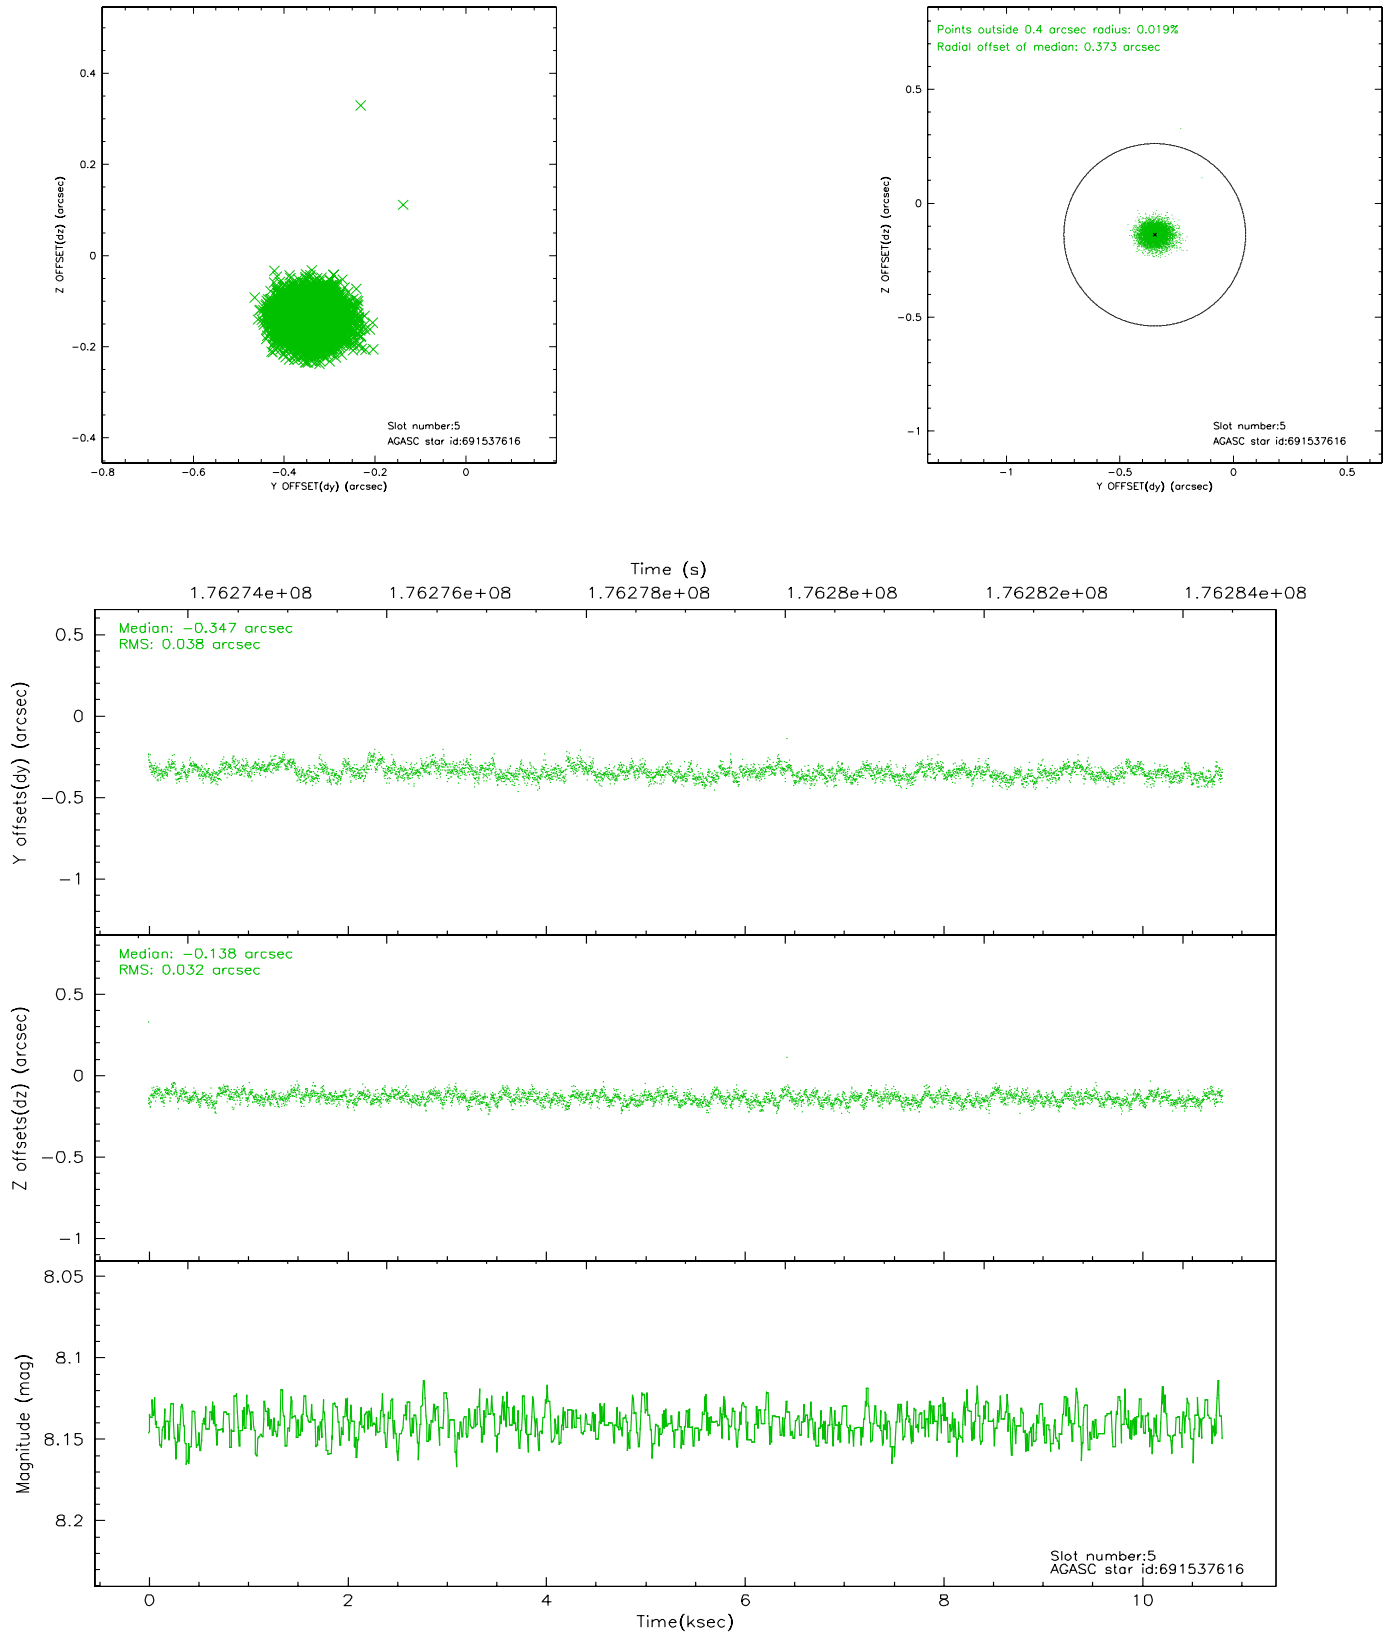 0.4
0.2
0
-0.2
-0.4
Z OFFSET(dz) (arcsec)
Slot number:5
AGASC star id:691537616
-0.8 -0.6 -0.4 -0.2 0
Y OFFSET(dy) (arcsec)
Points outside 0.4 arcsec radius: 0.019%
Radial offset of median: 0.373 arcsec
0.5
0
-0.5
-1
Z OFFSET(dz) (arcsec)
Slot number:5
AGASC star id:691537616
-1 -0.5 0 0.5
Y OFFSET(dy) (arcsec)
Time (s)
1.76274e+08 1.76276e+08 1.76278e+08 1.7628e+08 1.76282e+08 1.76284e+08
Median: -0.347 arcsec
RMS: 0.038 arcsec
0.5
0
-0.5
-1
Y offsets(dy) (arcsec)
Median: -0.138 arcsec
RMS: 0.032 arcsec
0.5
0
-0.5
-1
Z offsets(dz) (arcsec)
8.05
8.1
8.15
8.2
Magnitude (mag)
Slot number:5
AGASC star id:691537616
0 2 4 6 8 10
Time(ksec)